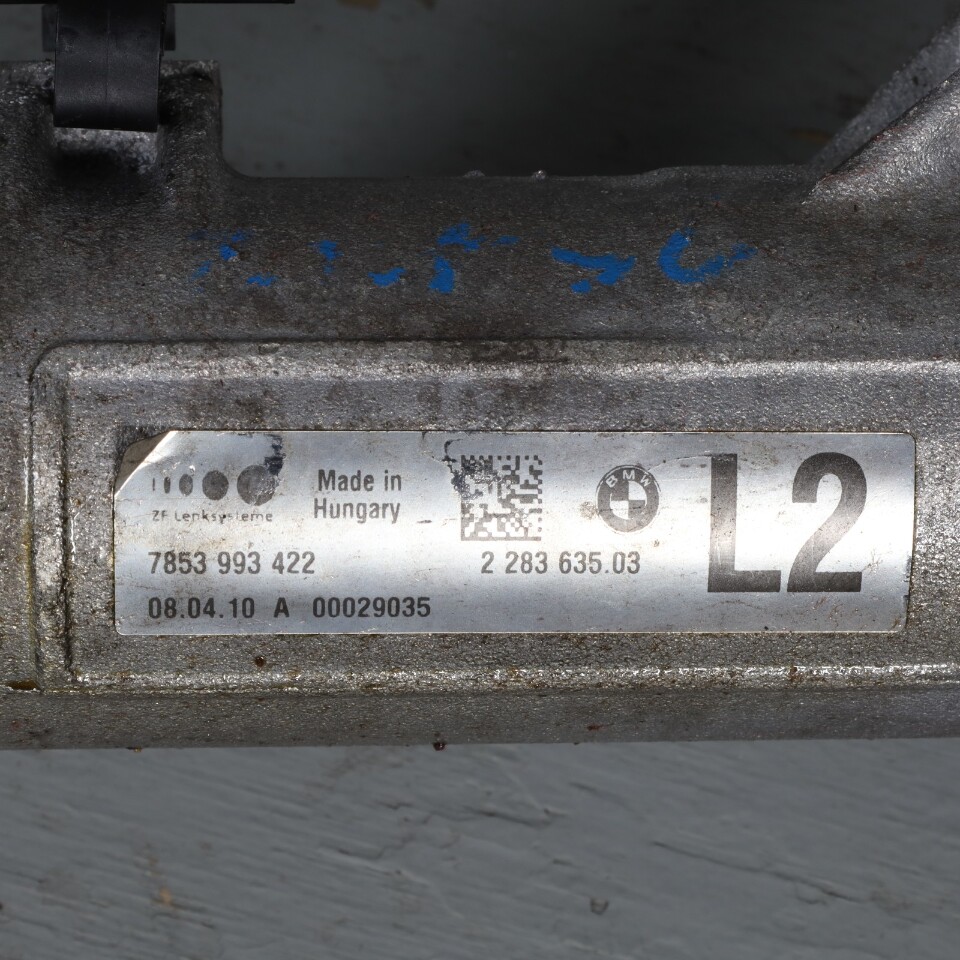 ZF Lenksysteme
Made in
Hungary
BMW
L2
7853 993 422
2 283 635.03
08.04.10 A 00029035